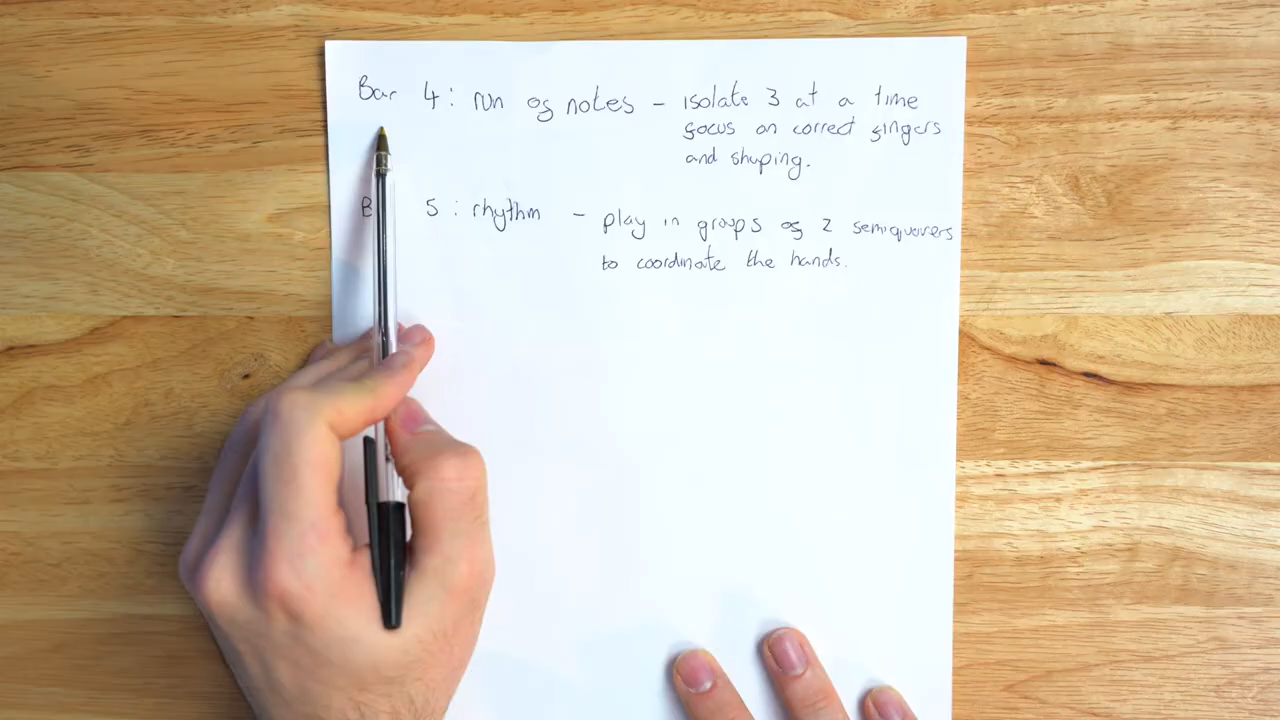 Bar 4: run of notes - isolate 3 at a time
focus on correct fingers
and shaping.
5: rhythm - play in groups of 2 semiquavers
to coordinate the hands.